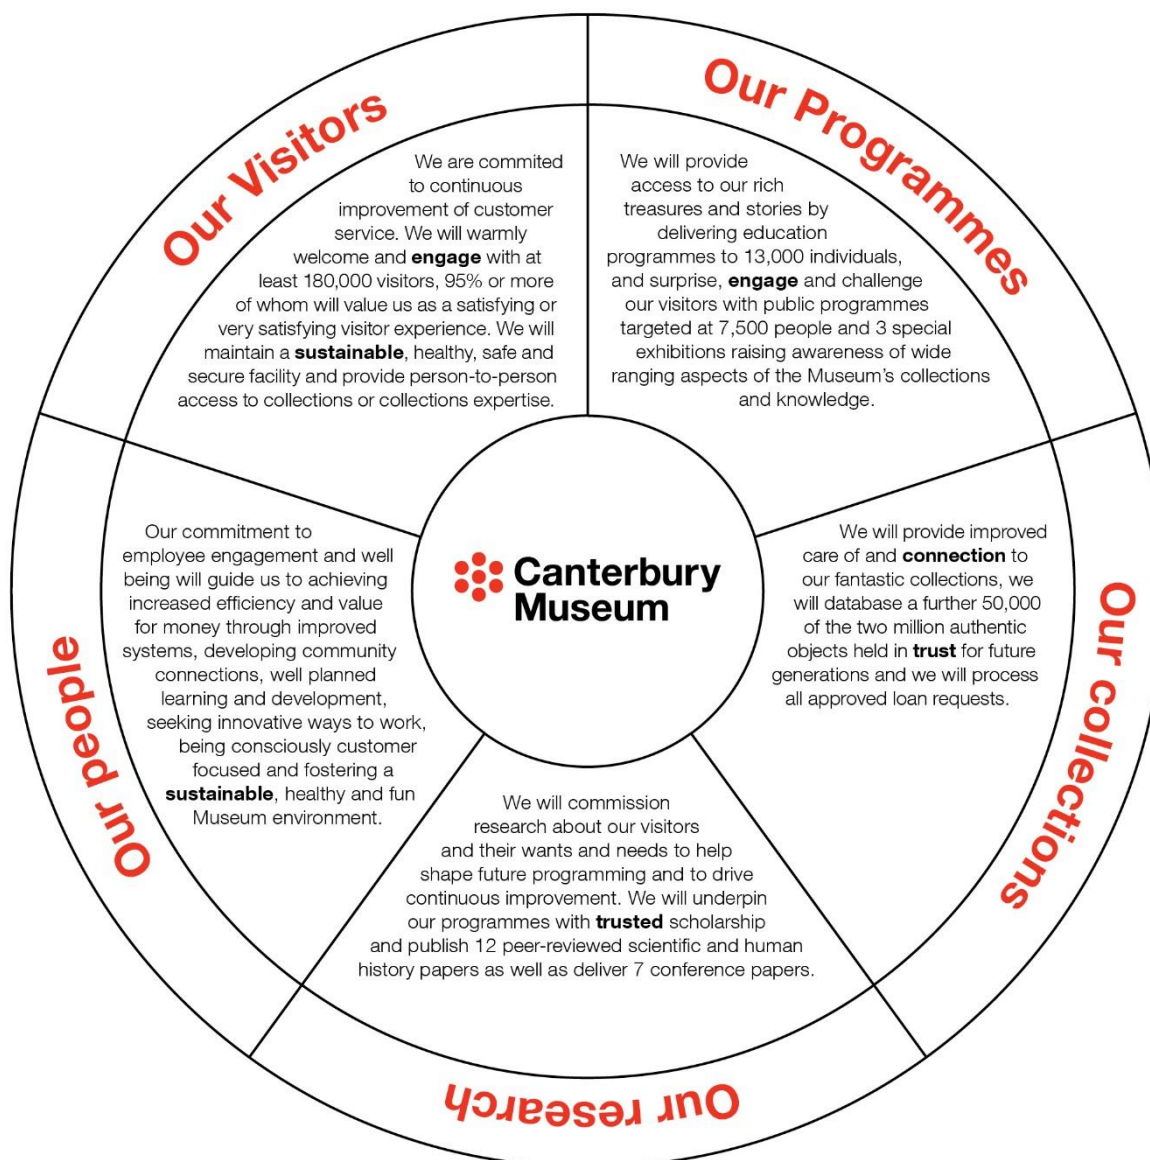 Our Visitors
We are commited
to continuous
improvement of customer
service. We will warmly
welcome and engage with at
least 180,000 visitors, 95% or more
of whom will value us as a satisfying or
very satisfying visitor experience. We will
maintain a sustainable, healthy, safe and
secure facility and provide person-to-person
access to collections or collections expertise.
Our Programmes
We will provide
access to our rich
treasures and stories by
delivering education
programmes to 13,000 individuals,
and surprise, engage and challenge
our visitors with public programmes
targeted at 7,500 people and 3 special
exhibitions raising awareness of wide
ranging aspects of the Museum's collections
and knowledge.
Our collections
We will provide improved
care of and connection to
our fantastic collections, we
will database a further 50,000
of the two million authentic
objects held in trust for future
generations and we will process
all approved loan requests.
Our research
We will commission
research about our visitors
and their wants and needs to help
shape future programming and to drive
continuous improvement. We will underpin
our programmes with trusted scholarship
and publish 12 peer-reviewed scientific and human
history papers as well as deliver 7 conference papers.
Our people
Our commitment to
employee engagement and well
being will guide us to achieving
increased efficiency and value
for money through improved
systems, developing community
connections, well planned
learning and development,
seeking innovative ways to work,
being consciously customer
focused and fostering a
sustainable, healthy and fun
Museum environment.
Canterbury
Museum